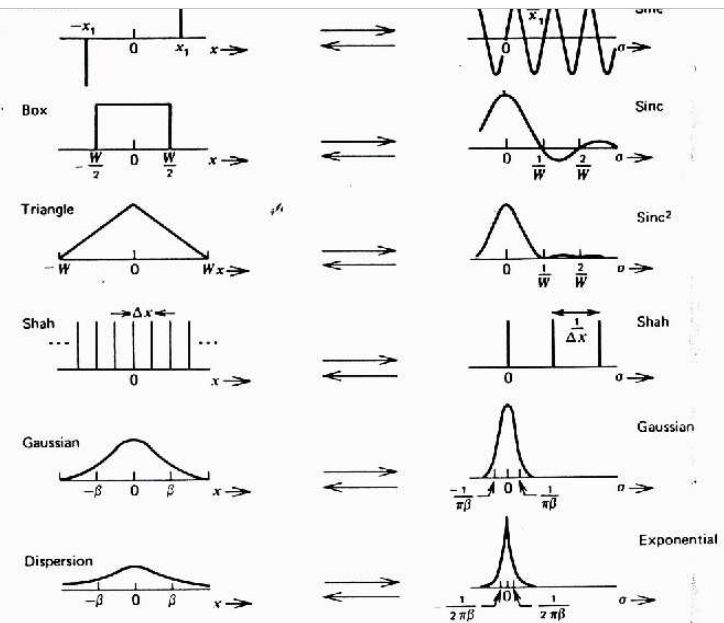 Sine
-x₁ 0 x₁ x
x₁ 0 σ
Box
-W/2 0 W/2 x
Sinc
0 1/W 2/W σ
Triangle
-W 0 W x
Sinc²
0 1/W 2/W σ
Shah
Δx
... ...
0 x
1/Δx
Shah
0 σ
Gaussian
-β 0 β x
Gaussian
-1/πβ 0 1/πβ σ
Dispersion
-β 0 β x
Exponential
-1/2πβ 0 1/2πβ σ